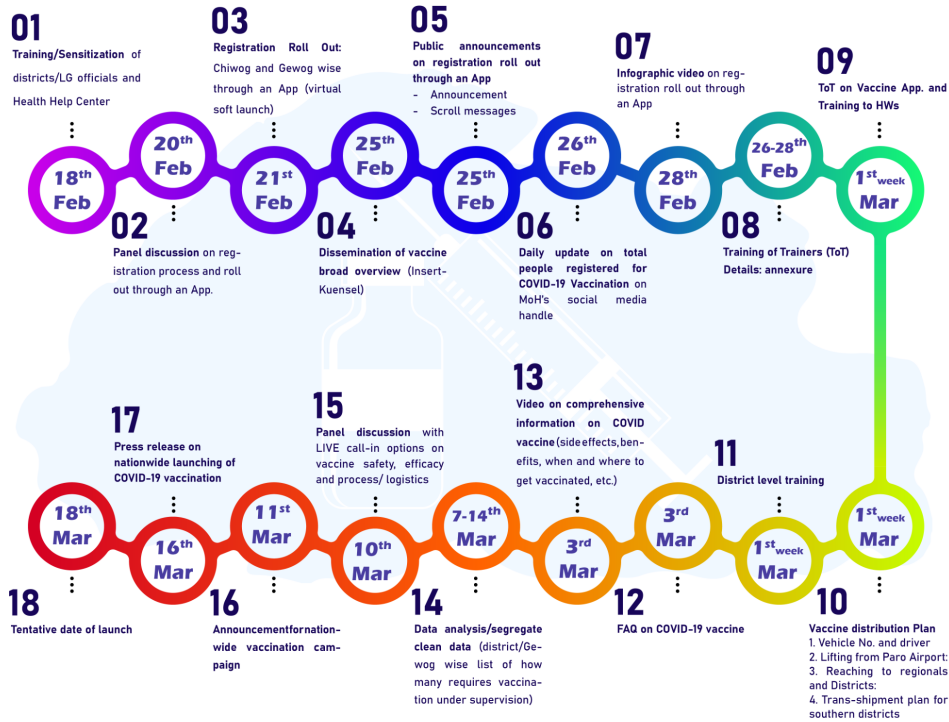 01
Training/Sensitization of
districts/LG officials and
Health Help Center
18th
Feb
20th
Feb
02
Panel discussion on reg-
istration process and roll
out through an App.
03
Registration Roll Out:
Chiwog and Gewog wise
through an App (virtual
soft launch)
21st
Feb
25th
Feb
04
Dissemination of vaccine
broad overview (Insert-
Kuensel)
05
Public announcements
on registration roll out
through an App
- Announcement
- Scroll messages
25th
Feb
26th
Feb
06
Daily update on total
people registered for
COVID-19 Vaccination on
MoH's social media
handle
07
Infographic video on reg-
istration roll out through
an App
28th
Feb
26-28th
Feb
08
Training of Trainers (ToT)
Details: annexure
09
ToT on Vaccine App. and
Training to HWs
1st week
Mar
1st week
Mar
10
Vaccine distribution Plan
1. Vehicle No. and driver
2. Lifting from Paro Airport:
3. Reaching to regionals
and Districts:
4. Trans-shipment plan for
southern districts
11
District level training
1st week
Mar
3rd
Mar
12
FAQ on COVID-19 vaccine
13
Video on comprehensive
information on COVID
vaccine (side effects, ben-
efits, when and where to
get vaccinated, etc.)
3rd
Mar
7-14th
Mar
14
Data analysis/segregate
clean data (district/Ge-
wog wise list of how
many requires vaccina-
tion under supervision)
15
Panel discussion with
LIVE call-in options on
vaccine safety, efficacy
and process/ logistics
10th
Mar
11st
Mar
16
Announcementfornation-
wide vaccination cam-
paign
17
Press release on
nationwide launching of
COVID-19 vaccination
16th
Mar
18th
Mar
18
Tentative date of launch